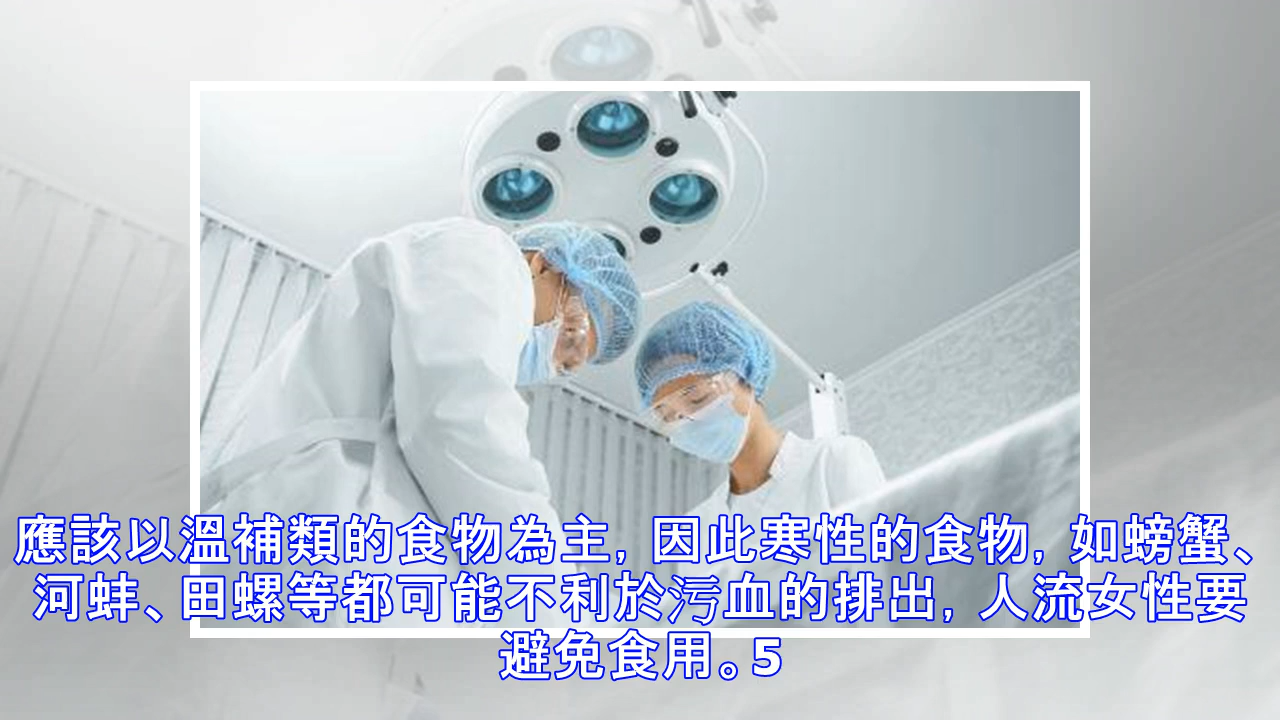 應該以溫補類的食物為主, 因此寒性的食物, 如螃蟹、
河蚌、田螺等都可能不利於污血的排出, 人流女性要
避免食用。5